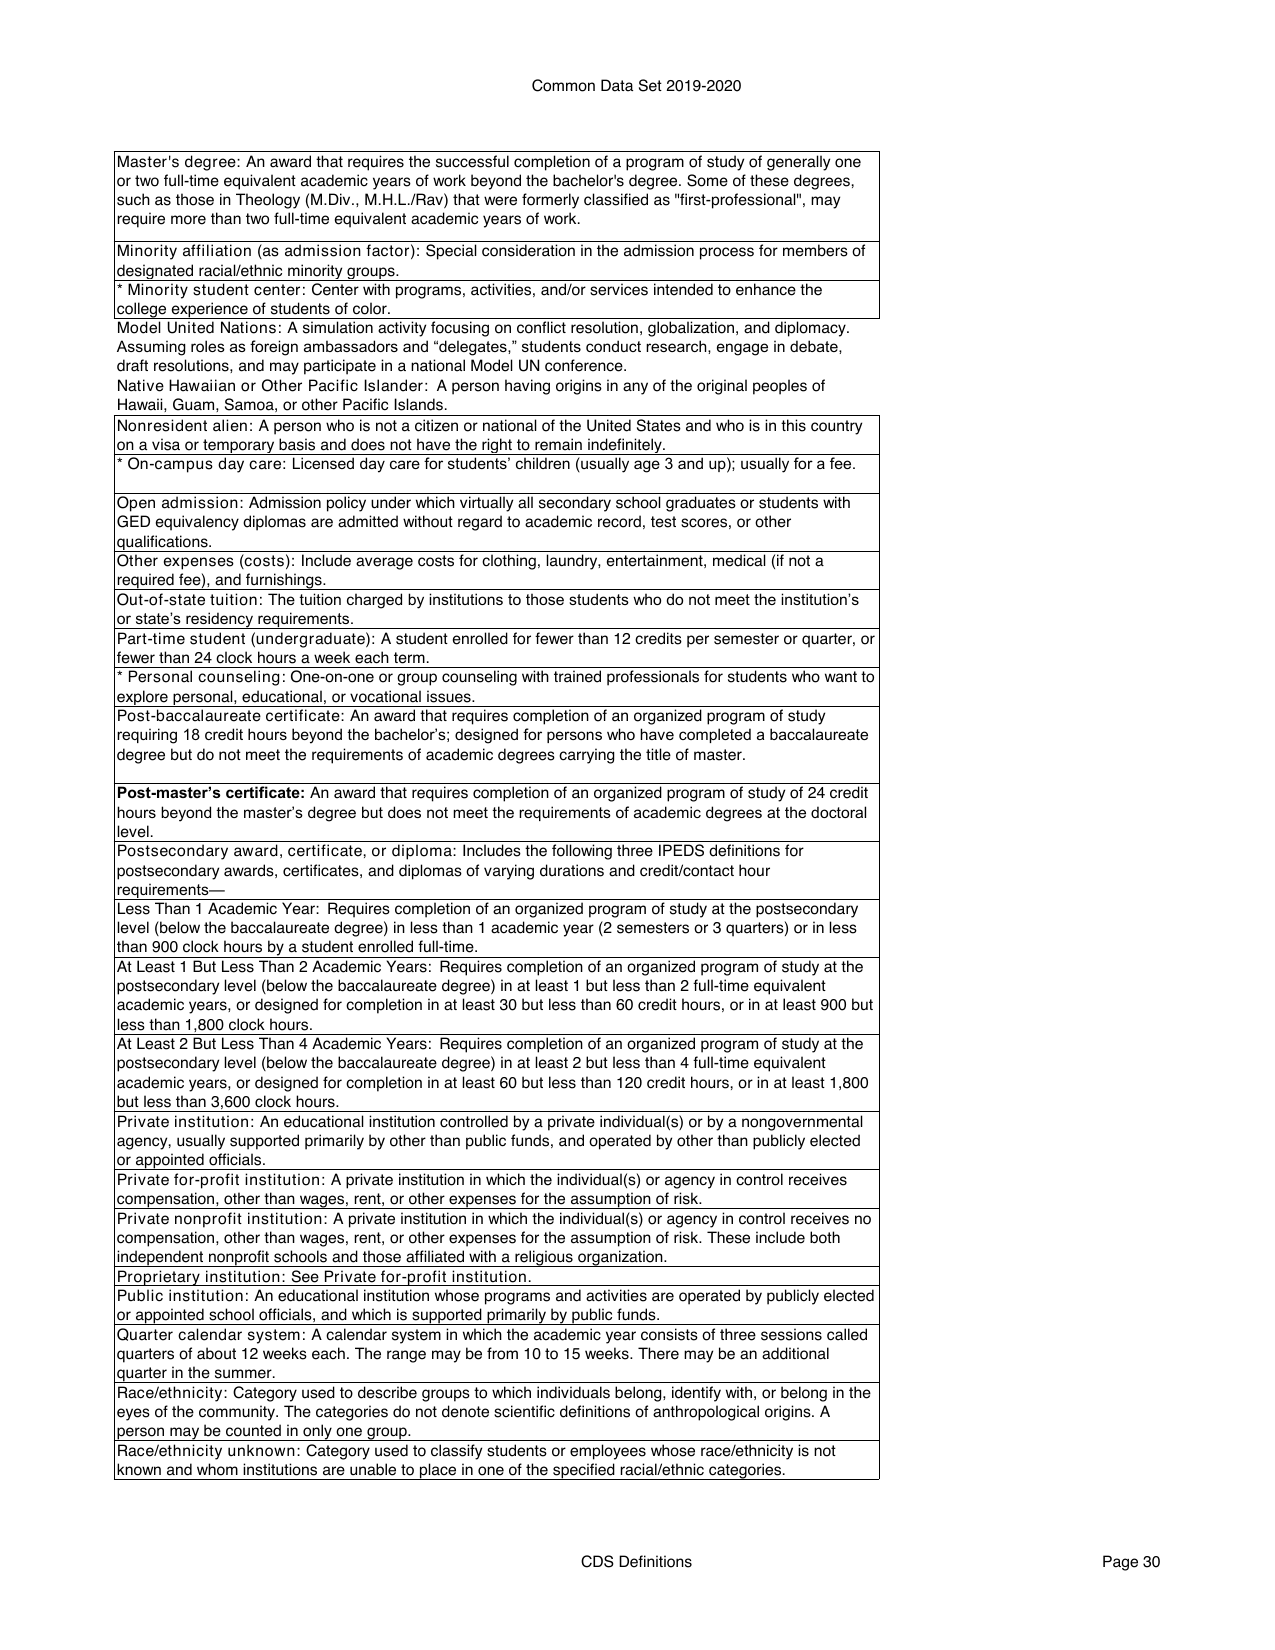 Common Data Set 2019-2020
Master's degree: An award that requires the successful completion of a program of study of generally one
or two full-time equivalent academic years of work beyond the bachelor's degree. Some of these degrees,
such as those in Theology (M.Div., M.H.L./Rav) that were formerly classified as "first-professional", may
require more than two full-time equivalent academic years of work.
Minority affiliation (as admission factor): Special consideration in the admission process for members of
designated racial/ethnic minority groups.
* Minority student center: Center with programs, activities, and/or services intended to enhance the
college experience of students of color.
Model United Nations: A simulation activity focusing on conflict resolution, globalization, and diplomacy.
Assuming roles as foreign ambassadors and “delegates,” students conduct research, engage in debate,
draft resolutions, and may participate in a national Model UN conference.
Native Hawaiian or Other Pacific Islander:  A person having origins in any of the original peoples of
Hawaii, Guam, Samoa, or other Pacific Islands.
Nonresident alien: A person who is not a citizen or national of the United States and who is in this country
on a visa or temporary basis and does not have the right to remain indefinitely.
* On-campus day care: Licensed day care for students’ children (usually age 3 and up); usually for a fee.
Open admission: Admission policy under which virtually all secondary school graduates or students with
GED equivalency diplomas are admitted without regard to academic record, test scores, or other
qualifications.
Other expenses (costs): Include average costs for clothing, laundry, entertainment, medical (if not a
required fee), and furnishings.
Out-of-state tuition: The tuition charged by institutions to those students who do not meet the institution’s
or state’s residency requirements.
Part-time student (undergraduate): A student enrolled for fewer than 12 credits per semester or quarter, or
fewer than 24 clock hours a week each term.
* Personal counseling: One-on-one or group counseling with trained professionals for students who want to
explore personal, educational, or vocational issues.
Post-baccalaureate certificate: An award that requires completion of an organized program of study
requiring 18 credit hours beyond the bachelor’s; designed for persons who have completed a baccalaureate
degree but do not meet the requirements of academic degrees carrying the title of master.
Post-master’s certificate: An award that requires completion of an organized program of study of 24 credit
hours beyond the master’s degree but does not meet the requirements of academic degrees at the doctoral
level.
Postsecondary award, certificate, or diploma: Includes the following three IPEDS definitions for
postsecondary awards, certificates, and diplomas of varying durations and credit/contact hour
requirements—
Less Than 1 Academic Year:  Requires completion of an organized program of study at the postsecondary
level (below the baccalaureate degree) in less than 1 academic year (2 semesters or 3 quarters) or in less
than 900 clock hours by a student enrolled full-time.
At Least 1 But Less Than 2 Academic Years:  Requires completion of an organized program of study at the
postsecondary level (below the baccalaureate degree) in at least 1 but less than 2 full-time equivalent
academic years, or designed for completion in at least 30 but less than 60 credit hours, or in at least 900 but
less than 1,800 clock hours.
At Least 2 But Less Than 4 Academic Years:  Requires completion of an organized program of study at the
postsecondary level (below the baccalaureate degree) in at least 2 but less than 4 full-time equivalent
academic years, or designed for completion in at least 60 but less than 120 credit hours, or in at least 1,800
but less than 3,600 clock hours.
Private institution: An educational institution controlled by a private individual(s) or by a nongovernmental
agency, usually supported primarily by other than public funds, and operated by other than publicly elected
or appointed officials.
Private for-profit institution: A private institution in which the individual(s) or agency in control receives
compensation, other than wages, rent, or other expenses for the assumption of risk.
Private nonprofit institution: A private institution in which the individual(s) or agency in control receives no
compensation, other than wages, rent, or other expenses for the assumption of risk. These include both
independent nonprofit schools and those affiliated with a religious organization.
Proprietary institution: See Private for-profit institution.
Public institution: An educational institution whose programs and activities are operated by publicly elected
or appointed school officials, and which is supported primarily by public funds.
Quarter calendar system: A calendar system in which the academic year consists of three sessions called
quarters of about 12 weeks each. The range may be from 10 to 15 weeks. There may be an additional
quarter in the summer.
Race/ethnicity: Category used to describe groups to which individuals belong, identify with, or belong in the
eyes of the community. The categories do not denote scientific definitions of anthropological origins. A
person may be counted in only one group.
Race/ethnicity unknown: Category used to classify students or employees whose race/ethnicity is not
known and whom institutions are unable to place in one of the specified racial/ethnic categories.
CDS Definitions
Page 30